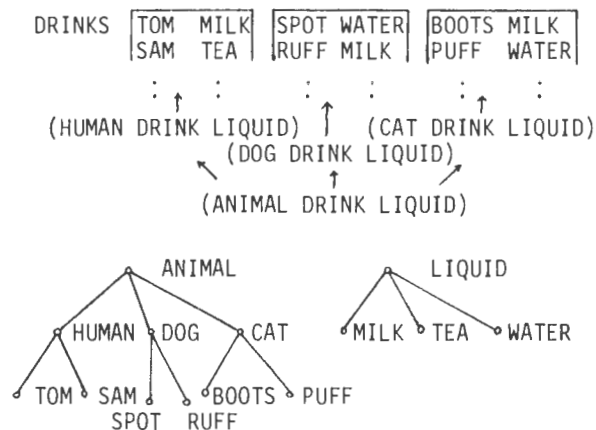 DRINKS TOM MILK SPOT WATER BOOTS MILK
SAM TEA RUFF MILK PUFF WATER
: : : : : :
(HUMAN DRINK LIQUID) (CAT DRINK LIQUID)
(DOG DRINK LIQUID)
(ANIMAL DRINK LIQUID)
ANIMAL LIQUID
HUMAN DOG CAT MILK TEA WATER
TOM SAM BOOTS PUFF
SPOT RUFF